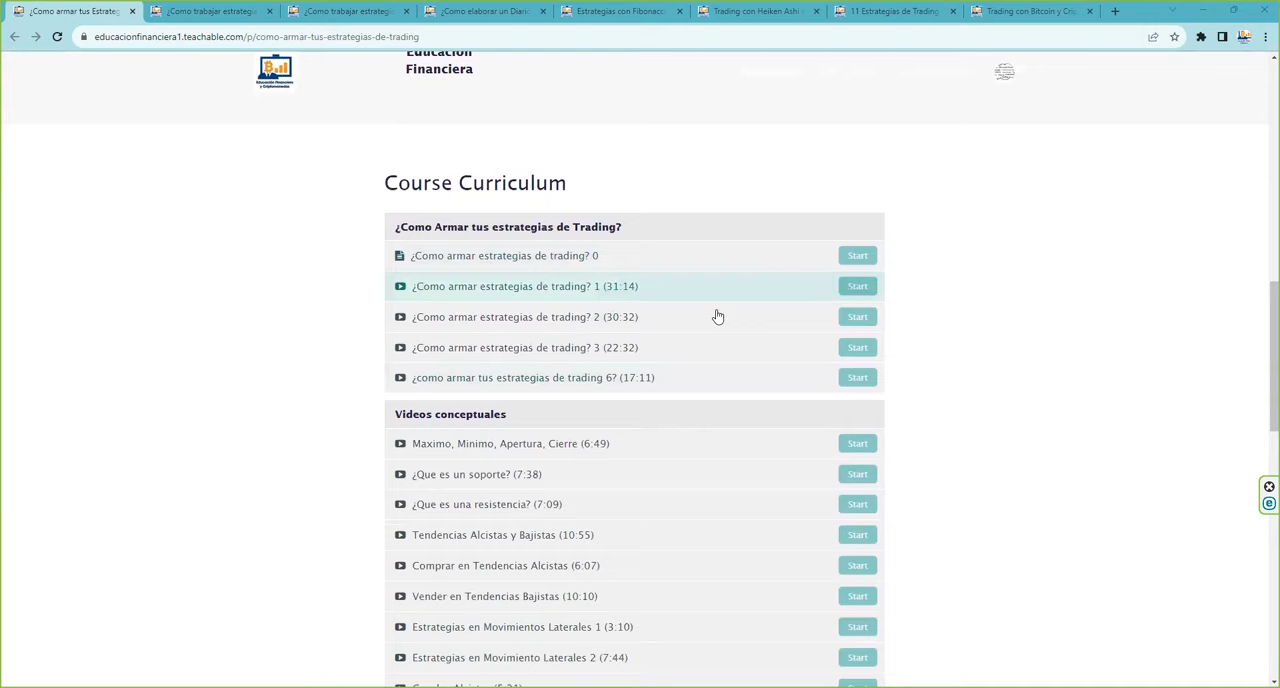 ¿Como armar tus Estrateg
¿Como trabajar estrategia
¿Como trabajar estrategia
¿Como elaborar un Diario
Estrategias con Fibonacc
Trading con Heiken Ashi
11 Estrategias de Trading
Trading con Bitcoin y Crip
educacionfinanciera1.teachable.com/p/como-armar-tus-estrategias-de-trading
Educación
Financiera
Course Curriculum
¿Como Armar tus estrategias de Trading?
¿Como armar estrategias de trading? 0 Start
¿Como armar estrategias de trading? 1 (31:14) Start
¿Como armar estrategias de trading? 2 (30:32) Start
¿Como armar estrategias de trading? 3 (22:32) Start
¿como armar tus estrategias de trading 6? (17:11) Start
Videos conceptuales
Maximo, Minimo, Apertura, Cierre (6:49) Start
¿Que es un soporte? (7:38) Start
¿Que es una resistencia? (7:09) Start
Tendencias Alcistas y Bajistas (10:55) Start
Comprar en Tendencias Alcistas (6:07) Start
Vender en Tendencias Bajistas (10:10) Start
Estrategias en Movimientos Laterales 1 (3:10) Start
Estrategias en Movimiento Laterales 2 (7:44) Start